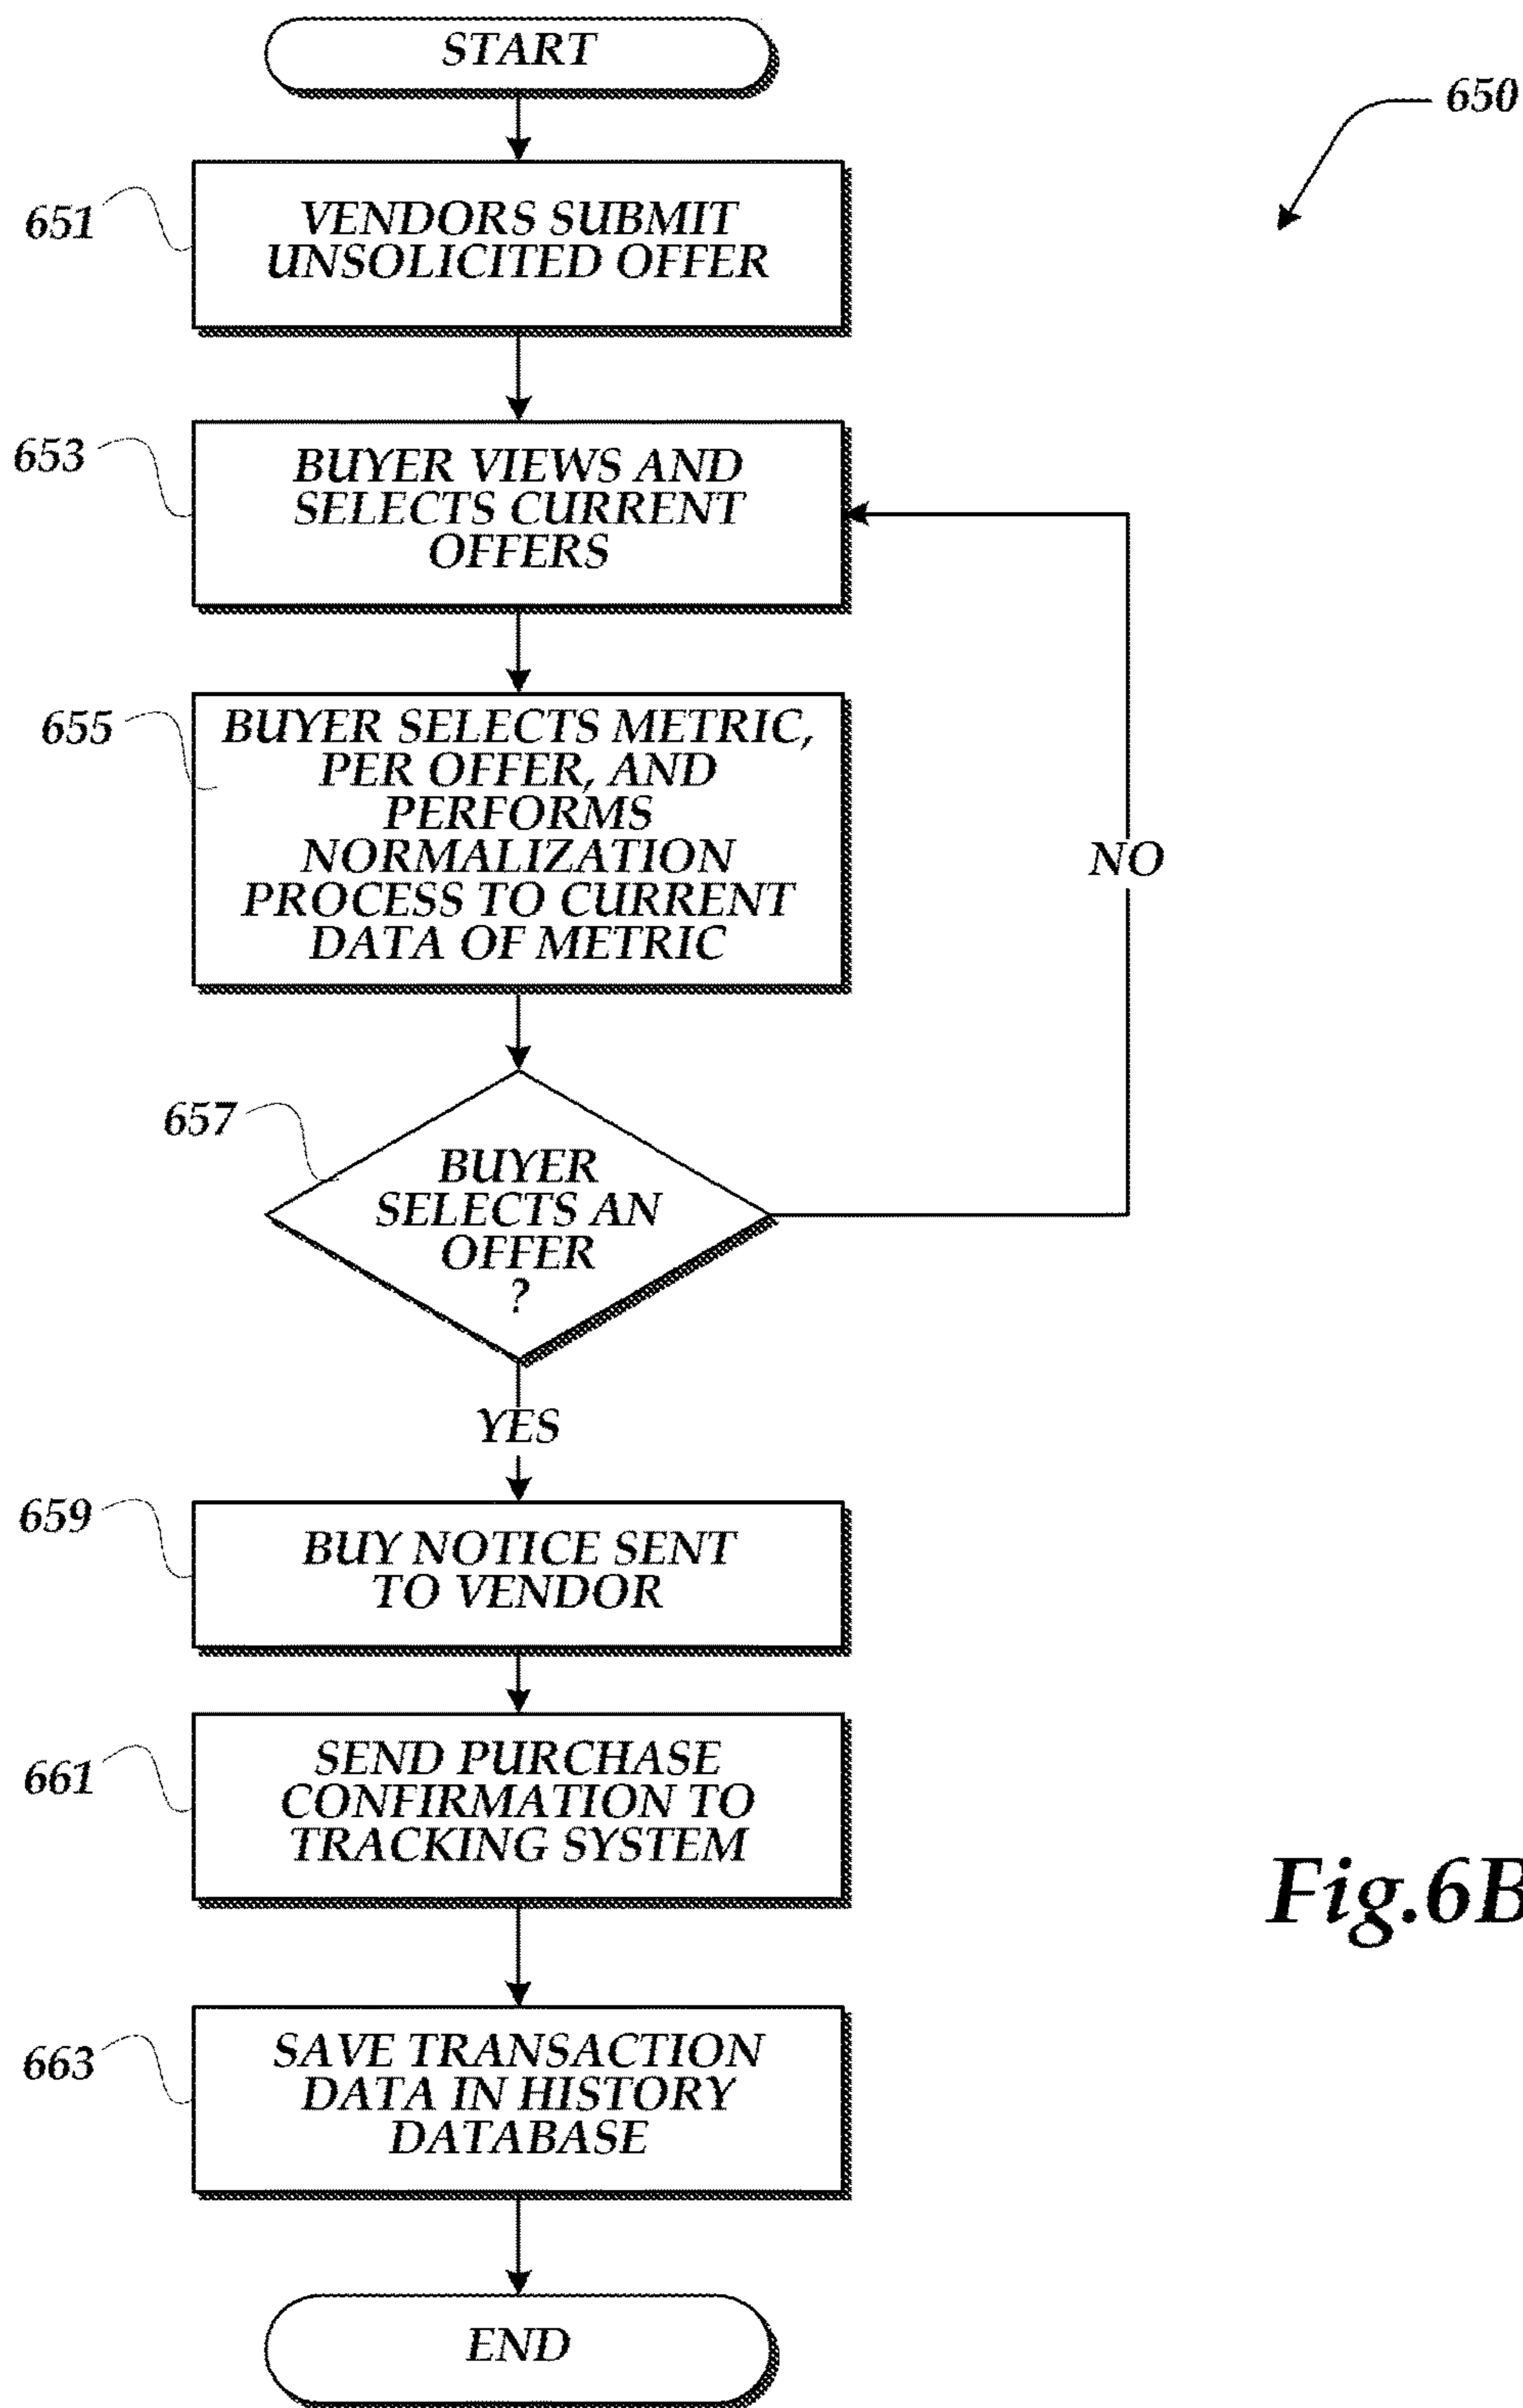 START
650
651
VENDORS SUBMIT
UNSOLICITED OFFER
653
BUYER VIEWS AND
SELECTS CURRENT
OFFERS
655
BUYER SELECTS METRIC,
PER OFFER, AND
PERFORMS
NORMALIZATION
PROCESS TO CURRENT
DATA OF METRIC
NO
657
BUYER
SELECTS AN
OFFER
?
YES
659
BUY NOTICE SENT
TO VENDOR
661
SEND PURCHASE
CONFIRMATION TO
TRACKING SYSTEM
Fig.6B
663
SAVE TRANSACTION
DATA IN HISTORY
DATABASE
END